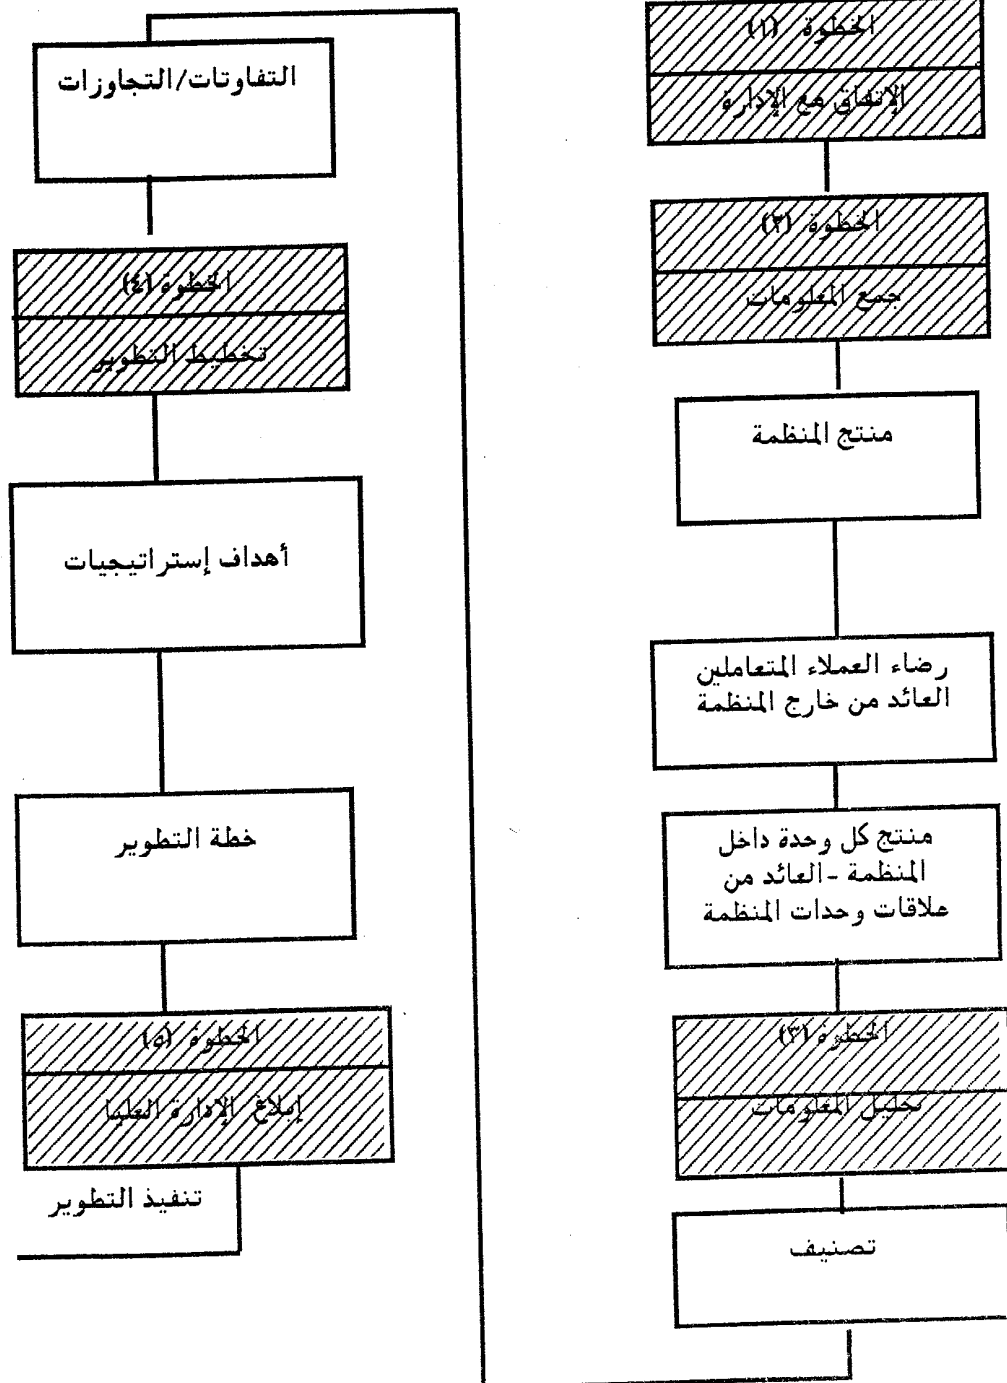 الخطوة (١)
الإتفاق مع الإدارة
الخطوة (٢)
جمع المعلومات
منتج المنظمة
رضاء العملاء المتعاملين
العائد من خارج المنظمة
منتج كل وحدة داخل
المنظمة -العائد من
علاقات وحدات المنظمة
الخطوة (٣)
تحليل المعلومات
تصنيف
التفاوتات/التجاوزات
الخطوة (٤)
تخطيط التطوير
أهداف إستراتيجيات
خطة التطوير
الخطوة (٥)
إبلاغ الإدارة العليا
تنفيذ التطوير